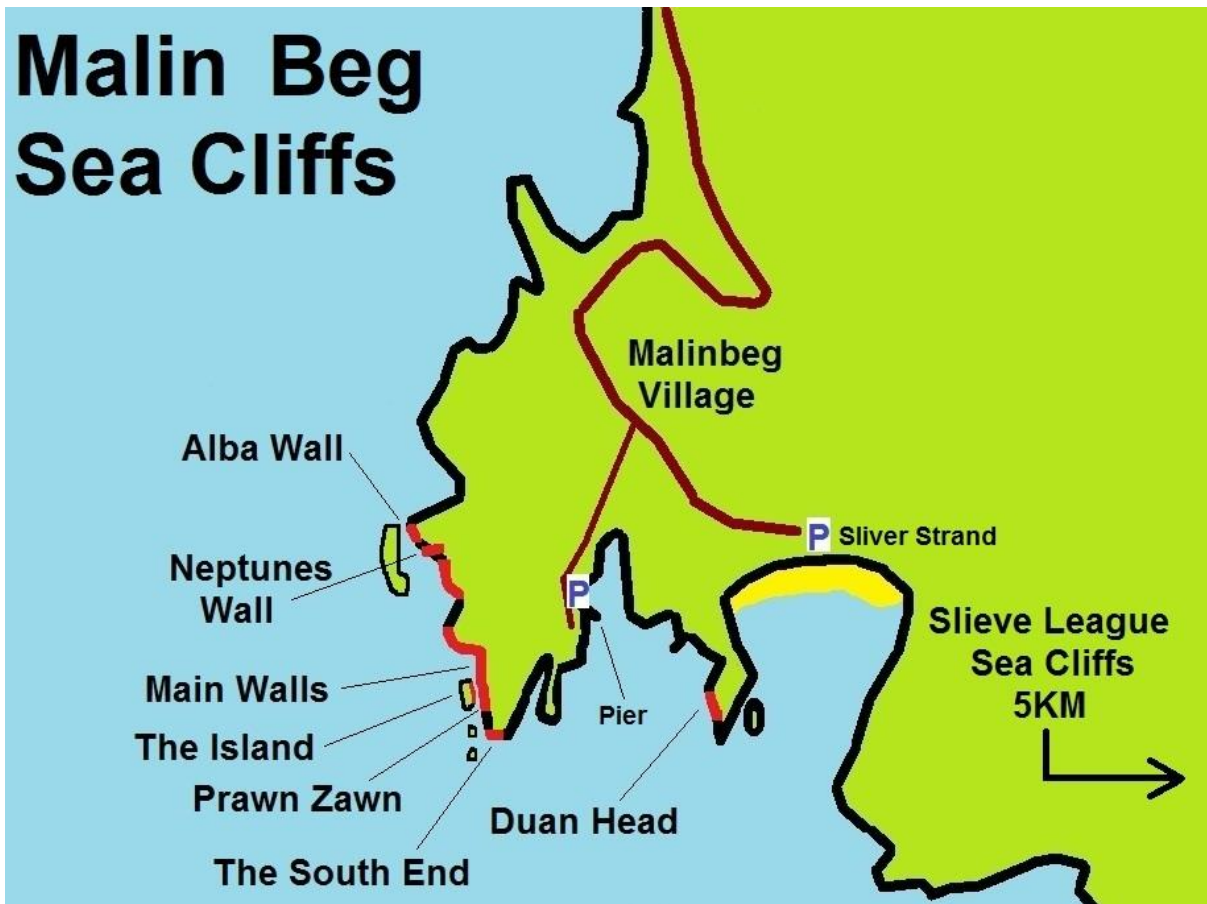 Malin Beg
Sea Cliffs
Malinbeg
Village
Alba Wall
P Sliver Strand
Neptunes
Wall
P
Slieve League
Sea Cliffs
5KM
Main Walls
Pier
The Island
Prawn Zawn
Duan Head
The South End